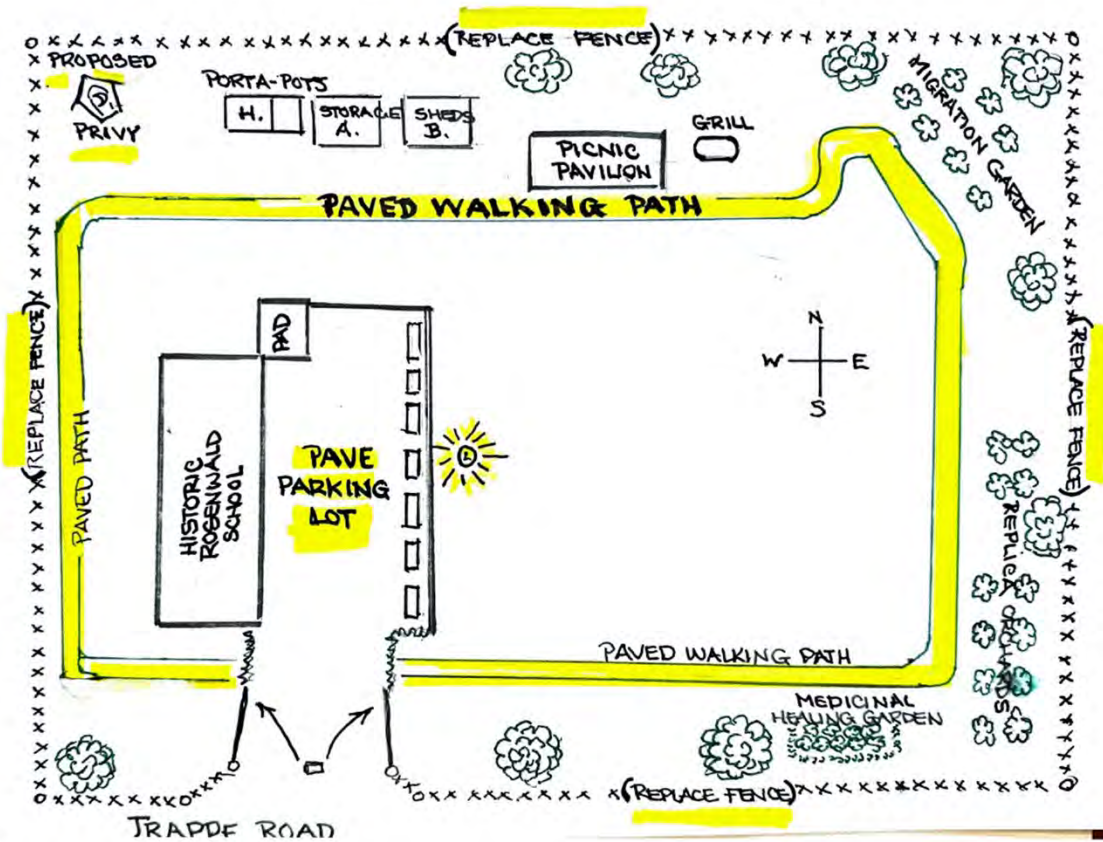 (REPLACE FENCE)
PROPOSED
P.
PRIVY
PORTA-POTS
H.
STORAGE
A.
SHEDS
B.
PICNIC
PAVILION
GRILL
MIGRATION GARDEN
PAVED WALKING PATH
(REPLACE FENCE)
PAVED PATH
PAD
HISTORIC
ROSENWALD
SCHOOL
PAVE
PARKING
LOT
L
N
W E
S
(REPLACE FENCE)
REPLICA ORCHARDS
PAVED WALKING PATH
MEDICINAL
HEALING GARDEN
(REPLACE FENCE)
TRAPPE ROAD